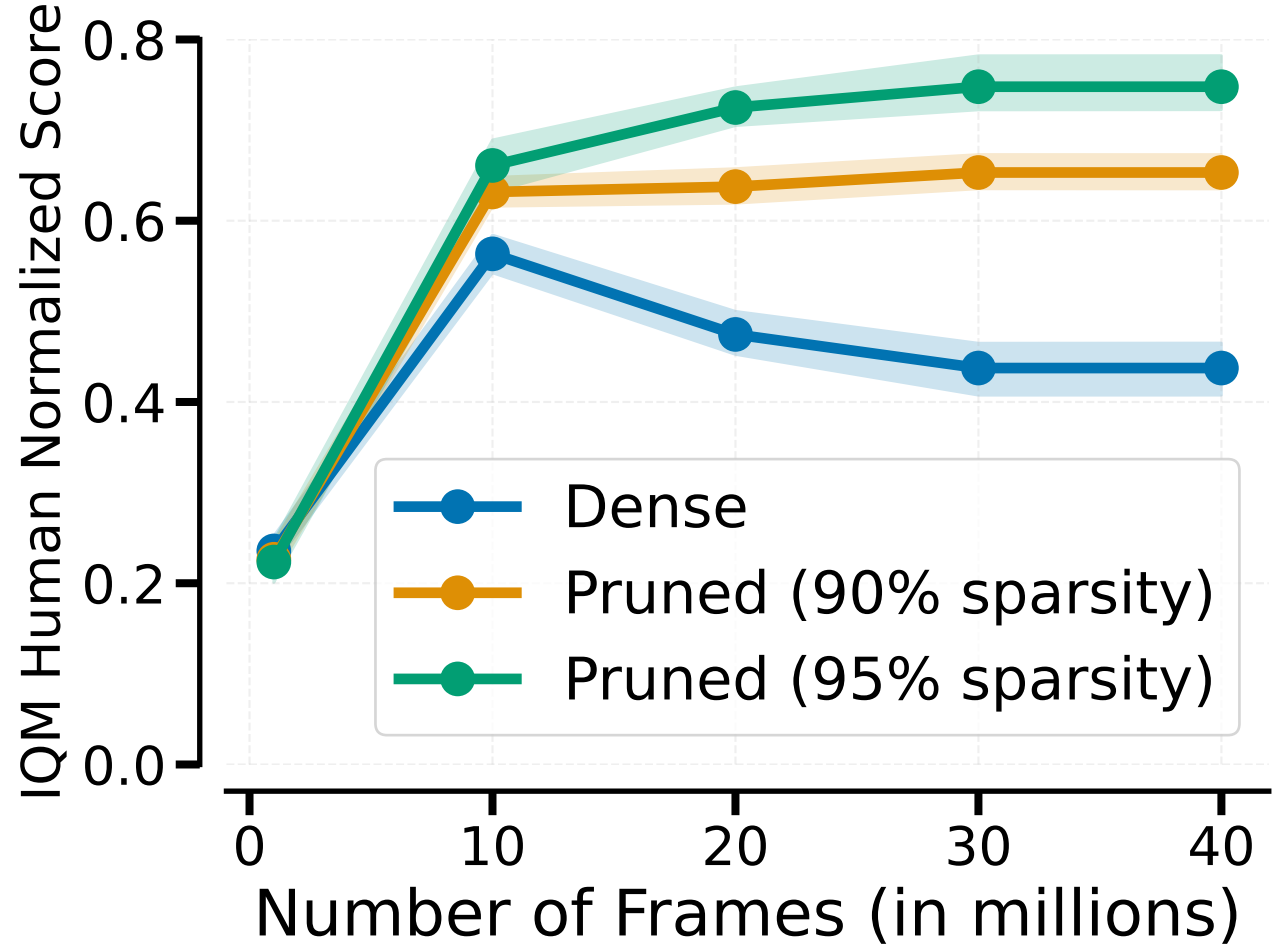 IQM Human Normalized Score
0.8
0.6
0.4
0.2
0.0
Dense
Pruned (90% sparsity)
Pruned (95% sparsity)
0 10 20 30 40
Number of Frames (in millions)